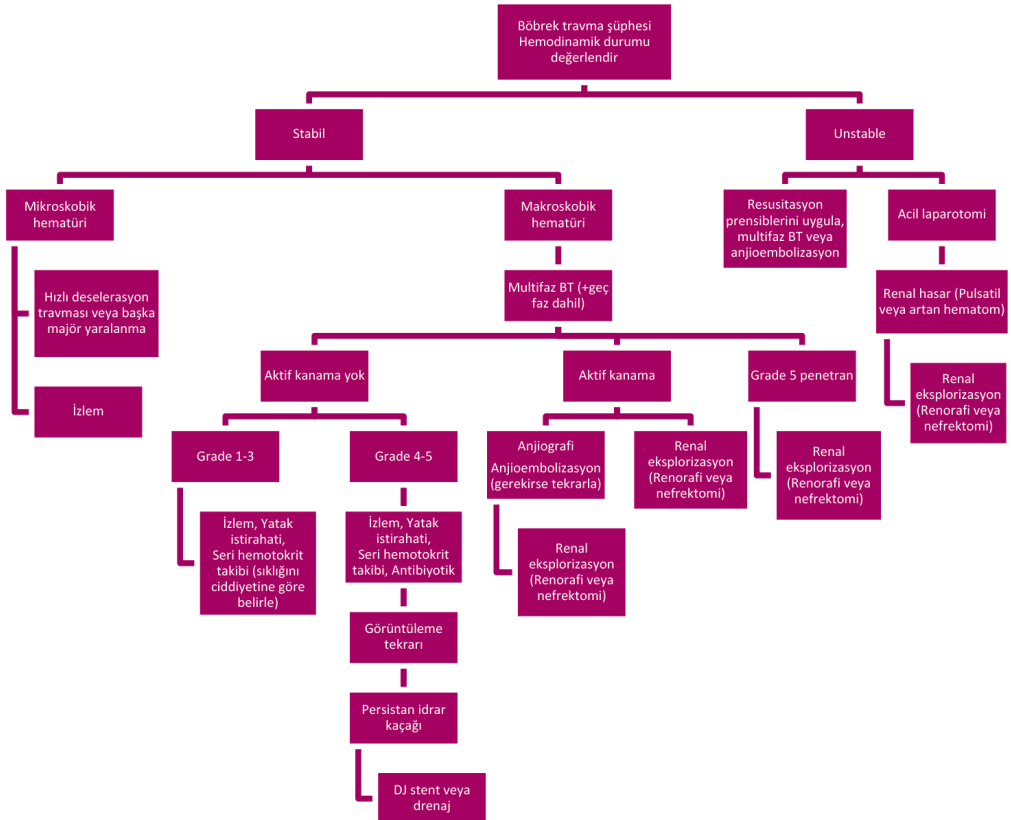 Böbrek travma şüphesi
Hemodinamik durumu
değerlendir
Stabil
Unstable
Mikroskobik
hematüri
Makroskobik
hematüri
Resusitasyon
prensiblerini uygula,
multifaz BT veya
anjioembolizasyon
Acil laparotomi
Hızlı deselerasyon
travması veya başka
majör yaralanma
İzlem
Multifaz BT (+geç
faz dahil)
Renal hasar (Pulsatil
veya artan hematom)
Renal
eksplorizasyon
(Renorafi veya
nefrektomi)
Aktif kanama yok
Aktif kanama
Grade 5 penetran
Grade 1-3
Grade 4-5
Anjiografi
Anjioembolizasyon
(gerekirse tekrarla)
Renal
eksplorizasyon
(Renorafi veya
nefrektomi)
Renal
eksplorizasyon
(Renorafi veya
nefrektomi)
İzlem, Yatak
istirahati,
Seri hemotokrit
takibi (sıklığını
ciddiyetine göre
belirle)
İzlem, Yatak
istirahati,
Seri hemotokrit
takibi, Antibiyotik
Renal
eksplorizasyon
(Renorafi veya
nefrektomi)
Görüntüleme
tekrarı
Persistan idrar
kaçağı
DJ stent veya
drenaj